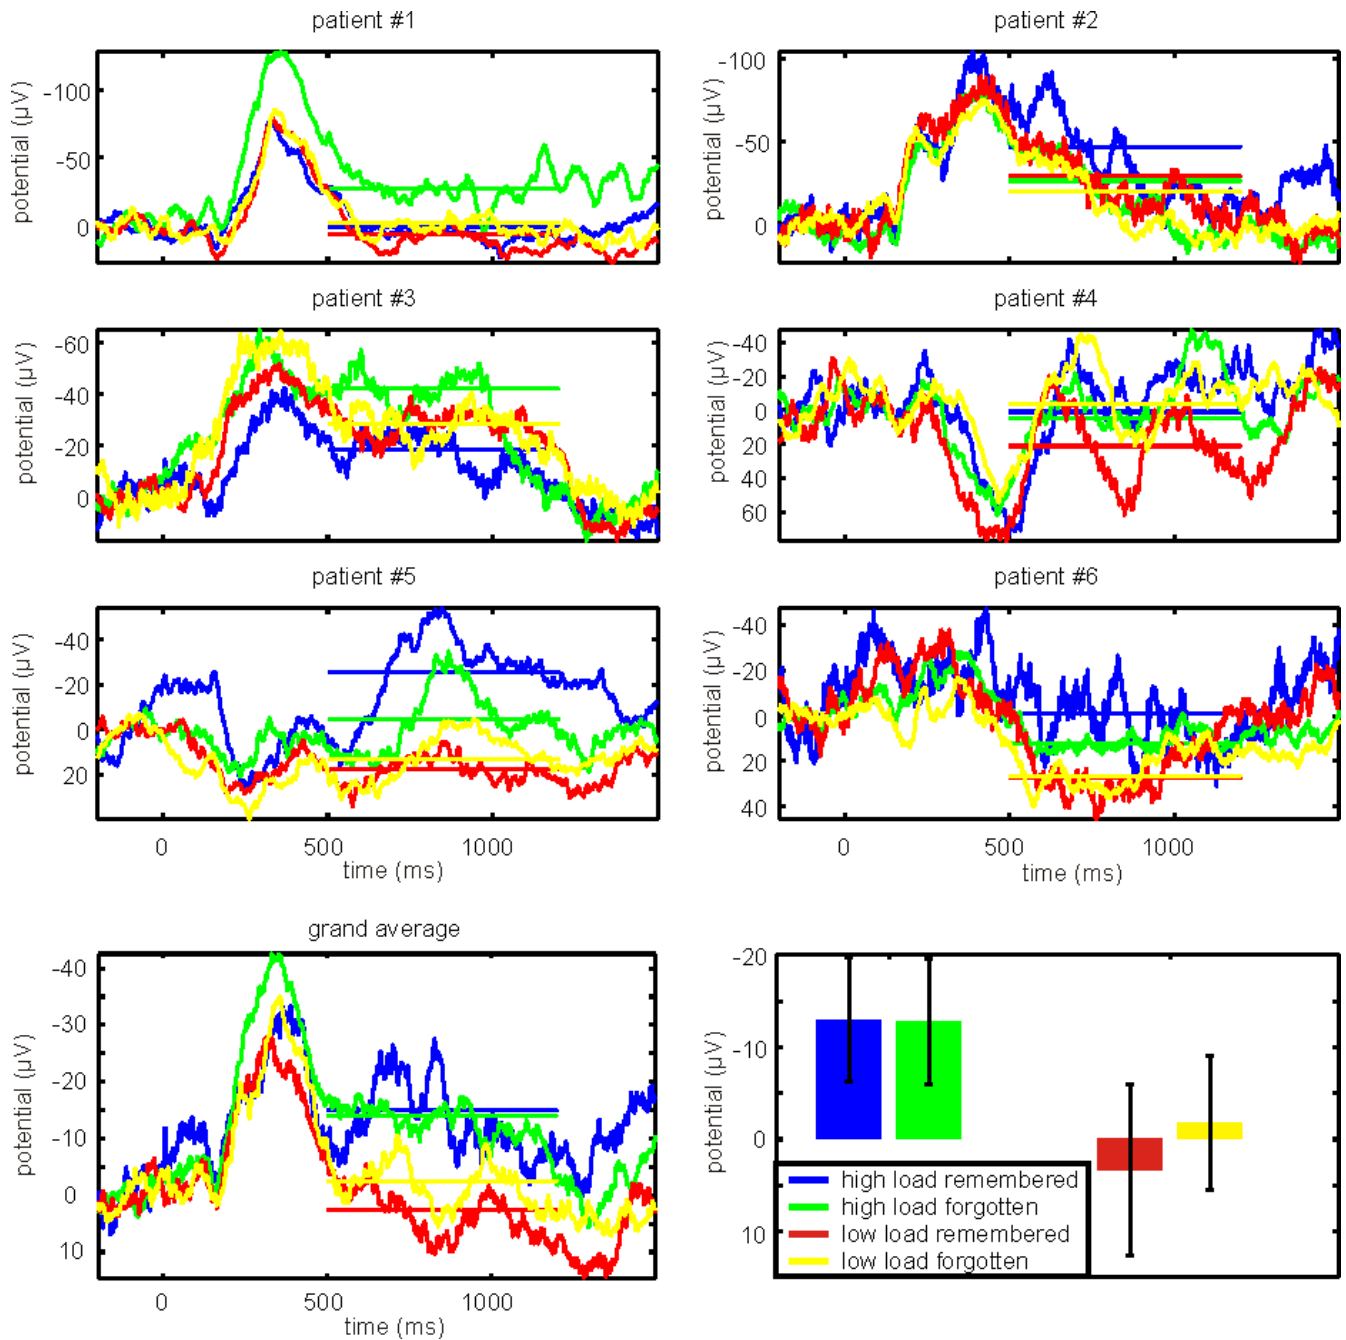 patient #1
patient #2
potential (µV)
-100
-50
0
potential (µV)
-100
-50
0
patient #3
patient #4
potential (µV)
-60
-40
-20
0
potential (µV)
-40
-20
0
20
40
60
patient #5
patient #6
potential (µV)
-40
-20
0
20
0
500
1000
time (ms)
potential (µV)
-40
-20
0
20
40
0
500
1000
time (ms)
grand average
potential (µV)
-40
-30
-20
-10
0
10
0
500
1000
time (ms)
potential (µV)
-20
-10
0
10
high load remembered
high load forgotten
low load remembered
low load forgotten